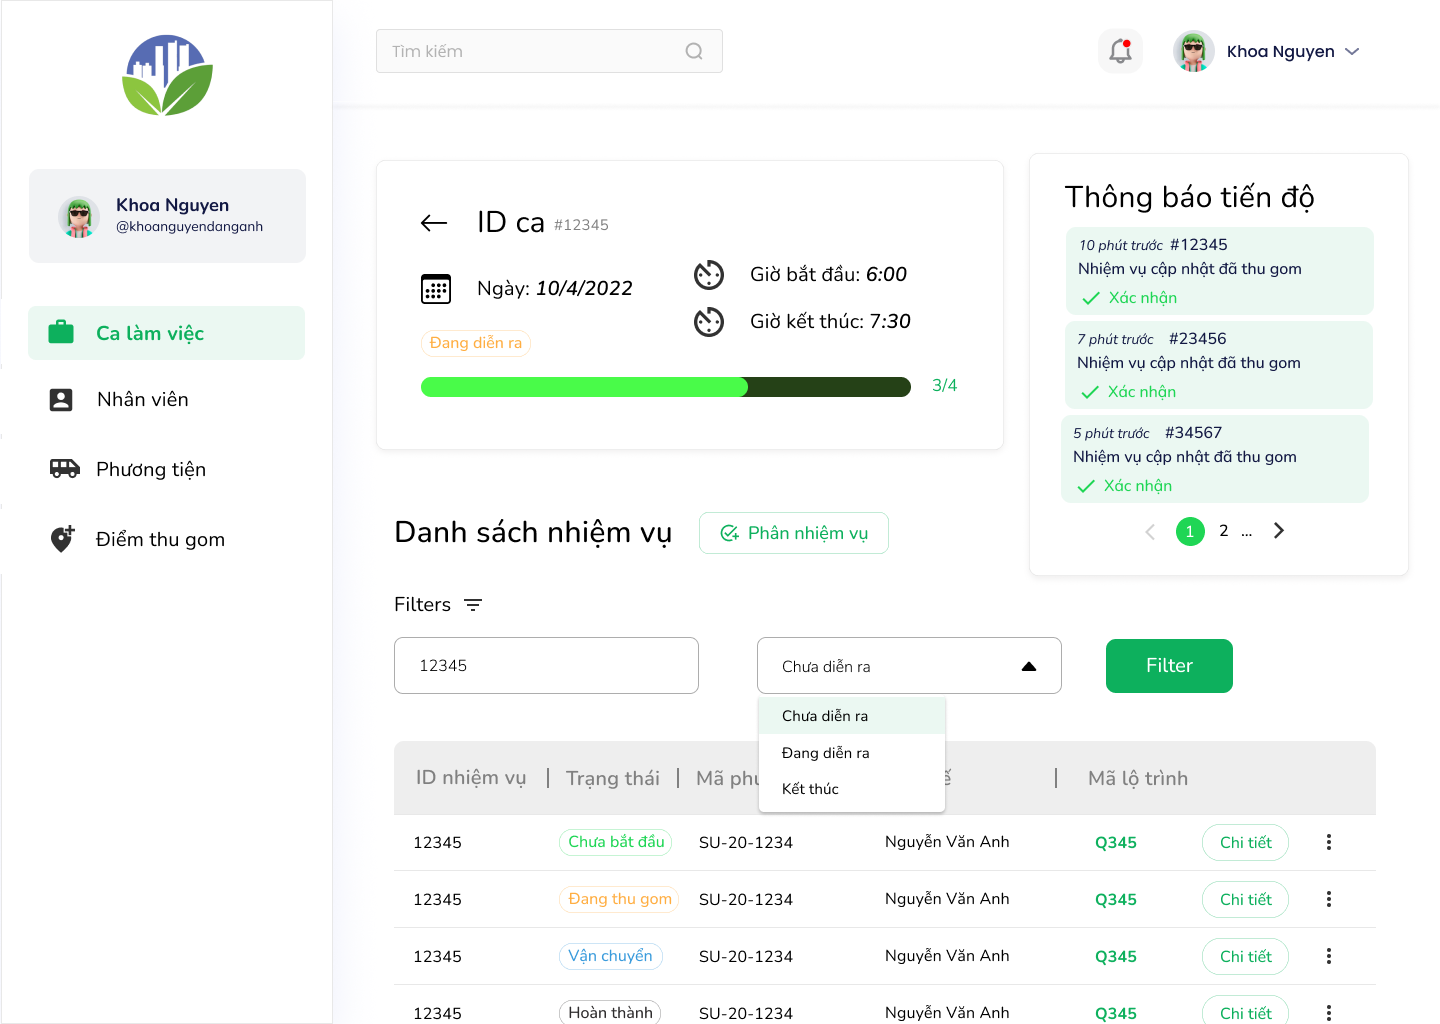 Tìm kiếm
Khoa Nguyen
Khoa Nguyen
@khoanguyendanganh
Ca làm việc
Nhân viên
Phương tiện
Điểm thu gom
ID ca #12345
Ngày: 10/4/2022
Giờ bắt đầu: 6:00
Giờ kết thúc: 7:30
Đang diễn ra
3/4
Thông báo tiến độ
10 phút trước #12345
Nhiệm vụ cập nhật đã thu gom
Xác nhận
7 phút trước #23456
Nhiệm vụ cập nhật đã thu gom
Xác nhận
5 phút trước #34567
Nhiệm vụ cập nhật đã thu gom
Xác nhận
1 2 ...
Danh sách nhiệm vụ
Phân nhiệm vụ
Filters
12345
Chưa diễn ra
Filter
Chưa diễn ra
Đang diễn ra
Kết thúc
ID nhiệm vụ | Trạng thái | Mã | Mã lộ trình
12345 Chưa bắt đầu SU-20-1234 Nguyễn Văn Anh Q345 Chi tiết
12345 Đang thu gom SU-20-1234 Nguyễn Văn Anh Q345 Chi tiết
12345 Vận chuyển SU-20-1234 Nguyễn Văn Anh Q345 Chi tiết
12345 Hoàn thành SU-20-1234 Nguyễn Văn Anh Q345 Chi tiết